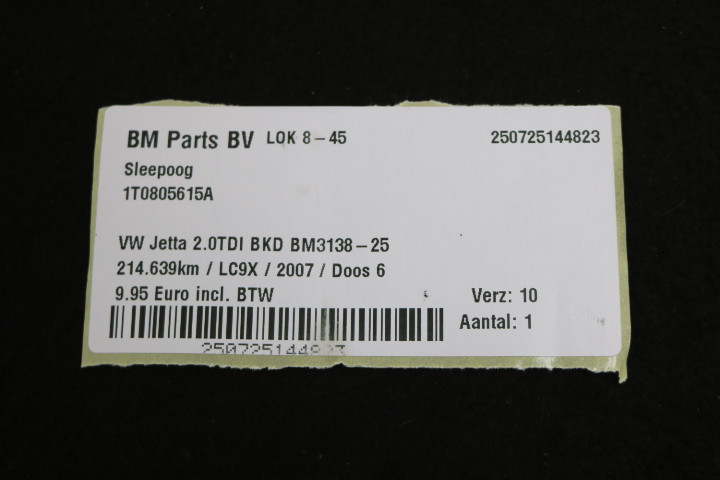 BM Parts BV LOK 8-45 250725144823
Sleepoog
1T0805615A
VW Jetta 2.0TDI BKD BM3138-25
214.639km / LC9X / 2007 / Doos 6
9.95 Euro incl. BTW Verz: 10
Aantal: 1
250725144823